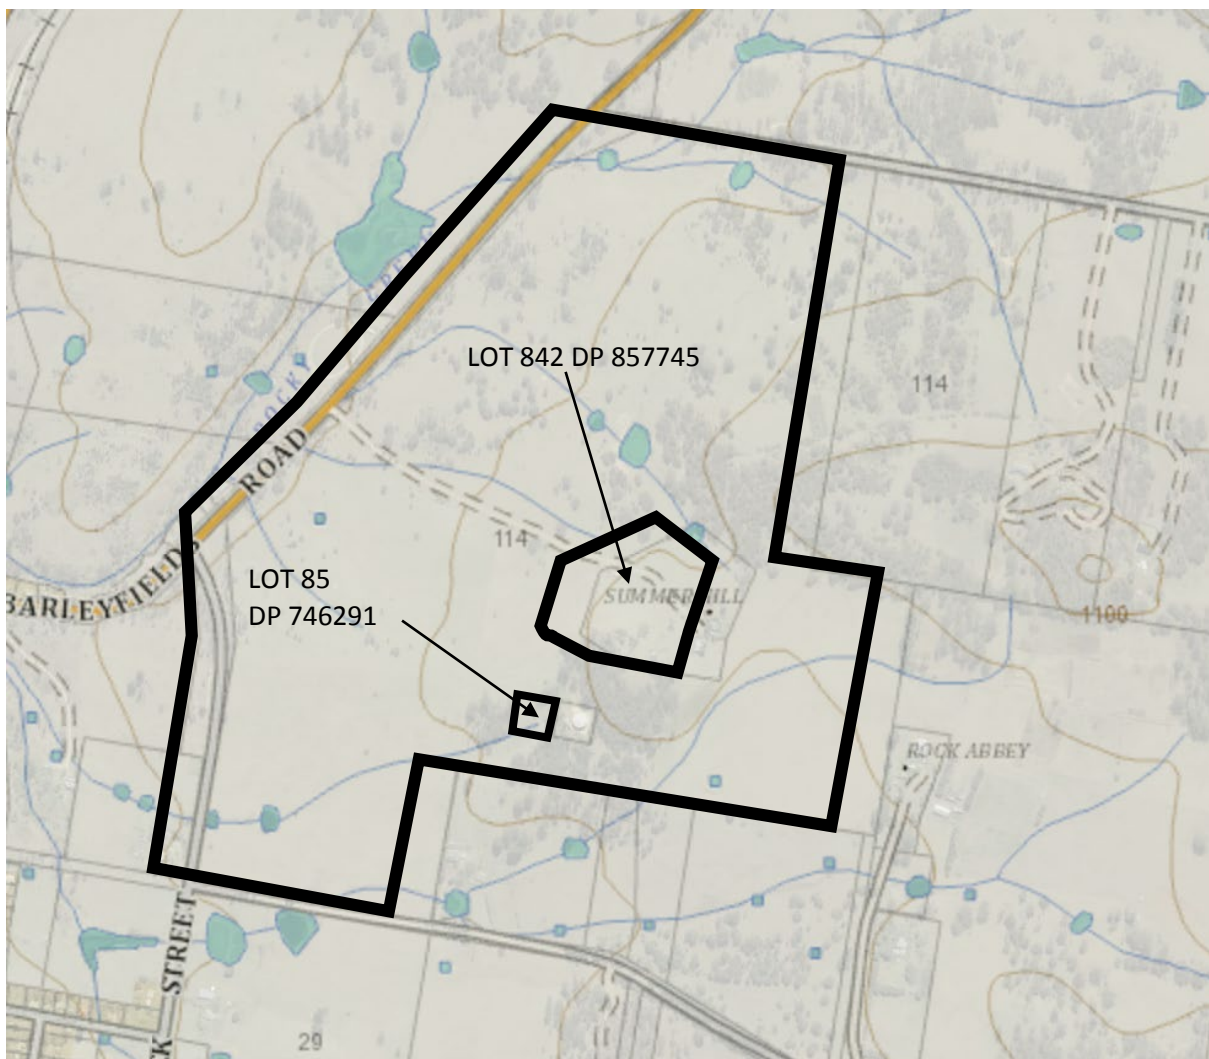 LOT 842 DP 857745
114
ROAD
114
LOT 85
DP 746291
SUMMERHILL
BARLEYFIELDS
1100
ROCK ABBEY
STREET
29